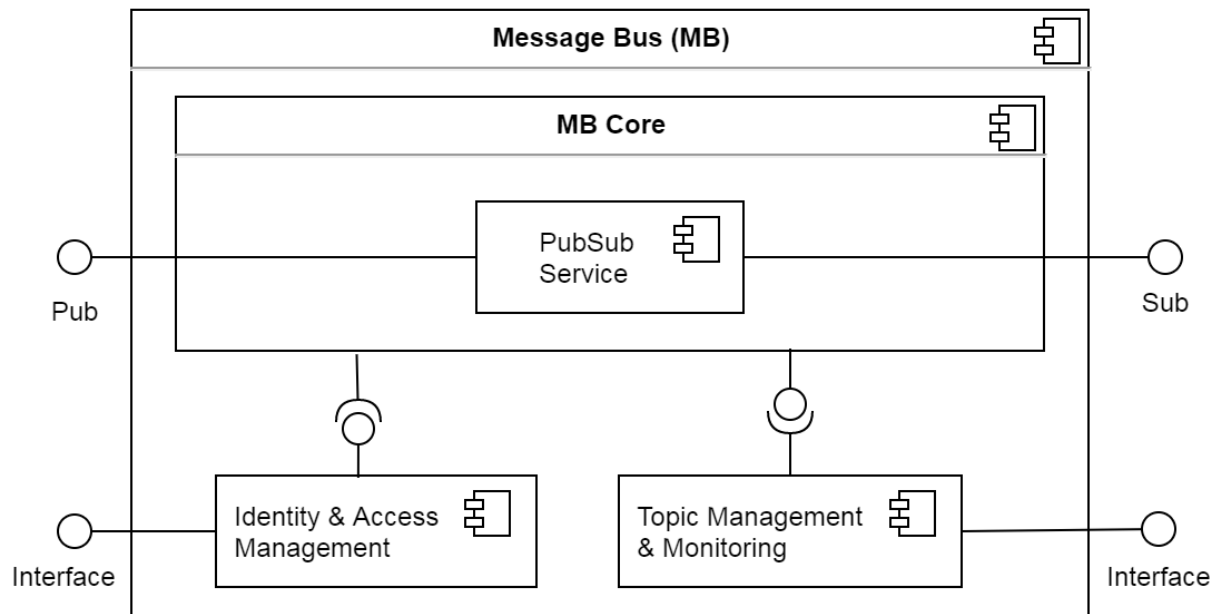 Message Bus (MB)
MB Core
PubSub
Service
Pub
Sub
Identity & Access
Management
Topic Management
& Monitoring
Interface
Interface